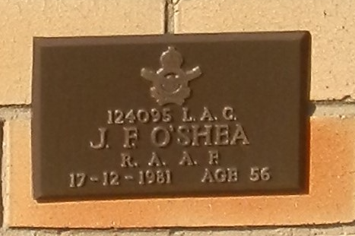 124095 L.A.C.
J. F. O'SHEA
R. A. A. F
17-12-1981 AGE 56